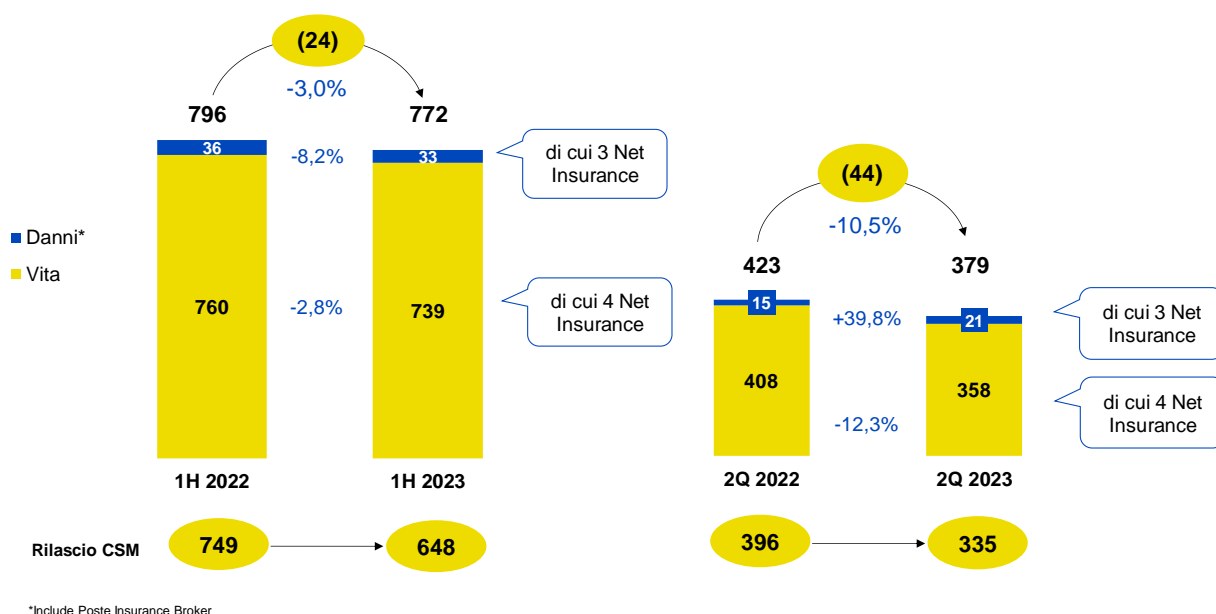 (24)
-3,0%
796
772
36
-8,2%
33
di cui 3 Net
Insurance
Danni*
Vita
760
-2,8%
739
di cui 4 Net
Insurance
1H 2022
1H 2023
(44)
-10,5%
423
379
15
+39,8%
21
di cui 3 Net
Insurance
408
358
-12,3%
di cui 4 Net
Insurance
2Q 2022
2Q 2023
Rilascio CSM
749
648
396
335
*Include Poste Insurance Broker